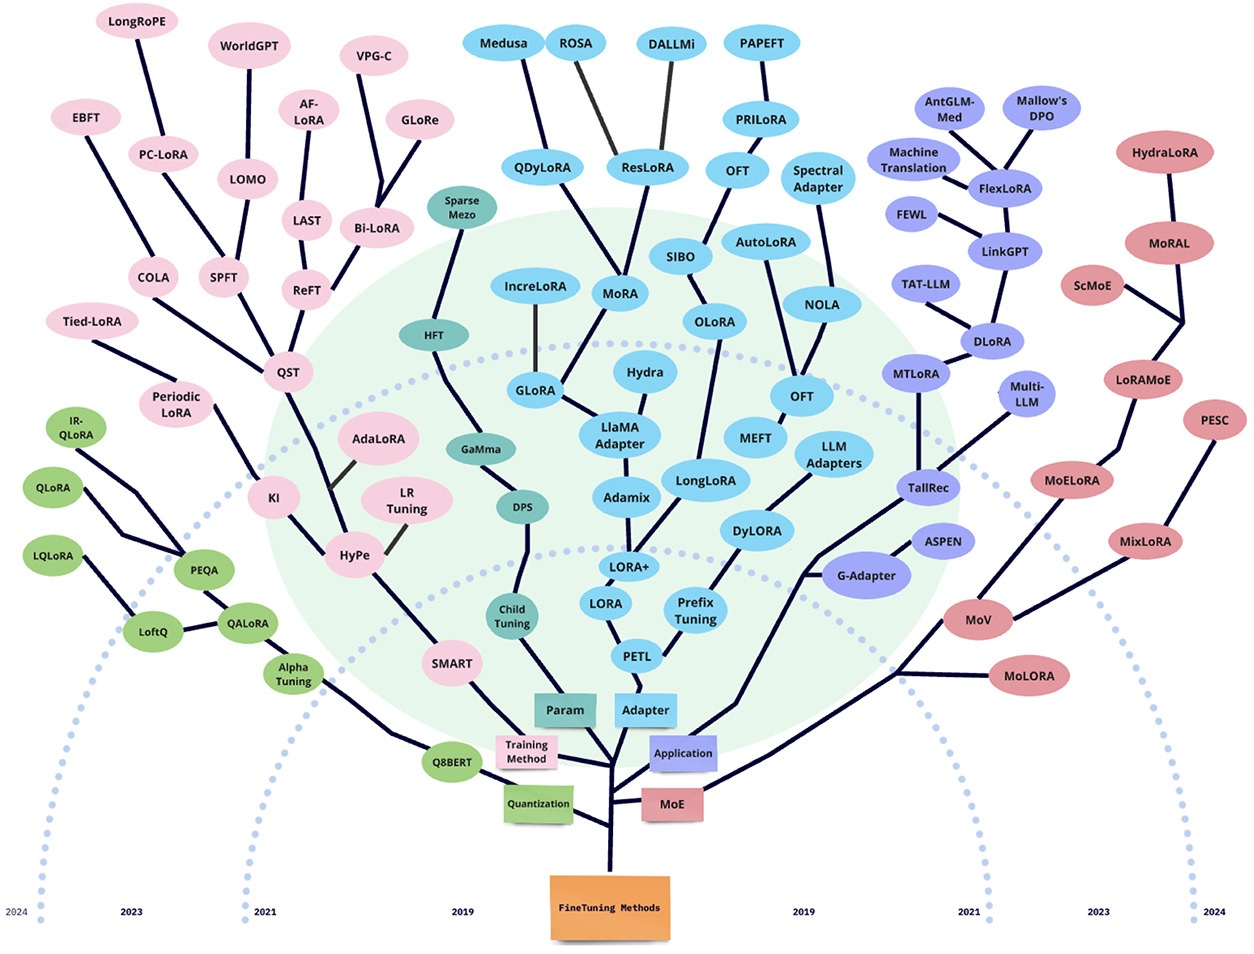 LongRoPE
WorldGPT
VPG-C
Medusa
ROSA
DALLMi
PAPEFT
EBFT
AF-
LoRA
GLoRe
PRILoRA
AntGLM-
Med
Mallow's
DPO
PC-LoRA
LOMO
QDyLoRA
ResLoRA
OFT
Spectral
Adapter
Machine
Translation
FlexLoRA
HydraLoRA
LAST
Bi-LoRA
Sparse
Mezo
FEWL
COLA
SPFT
ReFT
SIBO
AutoLoRA
LinkGPT
MoRAL
IncreLoRA
MoRA
NOLA
TAT-LLM
ScMoE
Tied-LoRA
HFT
OLoRA
DLoRA
QST
Periodic
LoRA
GLoRA
Hydra
OFT
MTLoRA
Multi-
LLM
LoRAMoE
IR-
QLoRA
AdaLoRA
GaMma
LlaMA
Adapter
MEFT
LLM
Adapters
PESC
QLoRA
KI
LR
Tuning
DPS
Adamix
LongLoRA
TallRec
MoELoRA
LQLoRA
PEQA
HyPe
LORA+
DyLORA
G-Adapter
ASPEN
MixLoRA
LoftQ
QALoRA
Child
Tuning
LORA
Prefix
Tuning
MoV
Alpha
Tuning
SMART
PETL
MoLORA
Param
Adapter
Q8BERT
Training
Method
Application
Quantization
MoE
FineTuning Methods
2024
2023
2021
2019
2019
2021
2023
2024